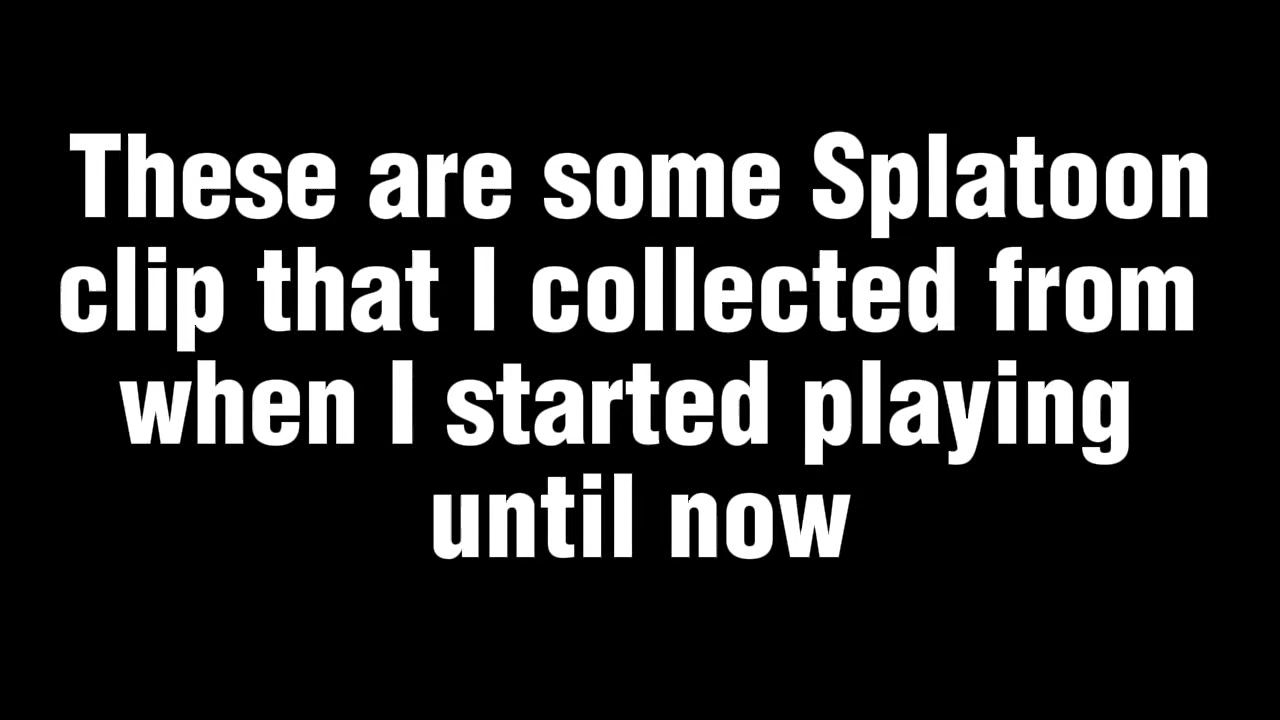 These are some Splatoon
clip that I collected from
when I started playing
until now